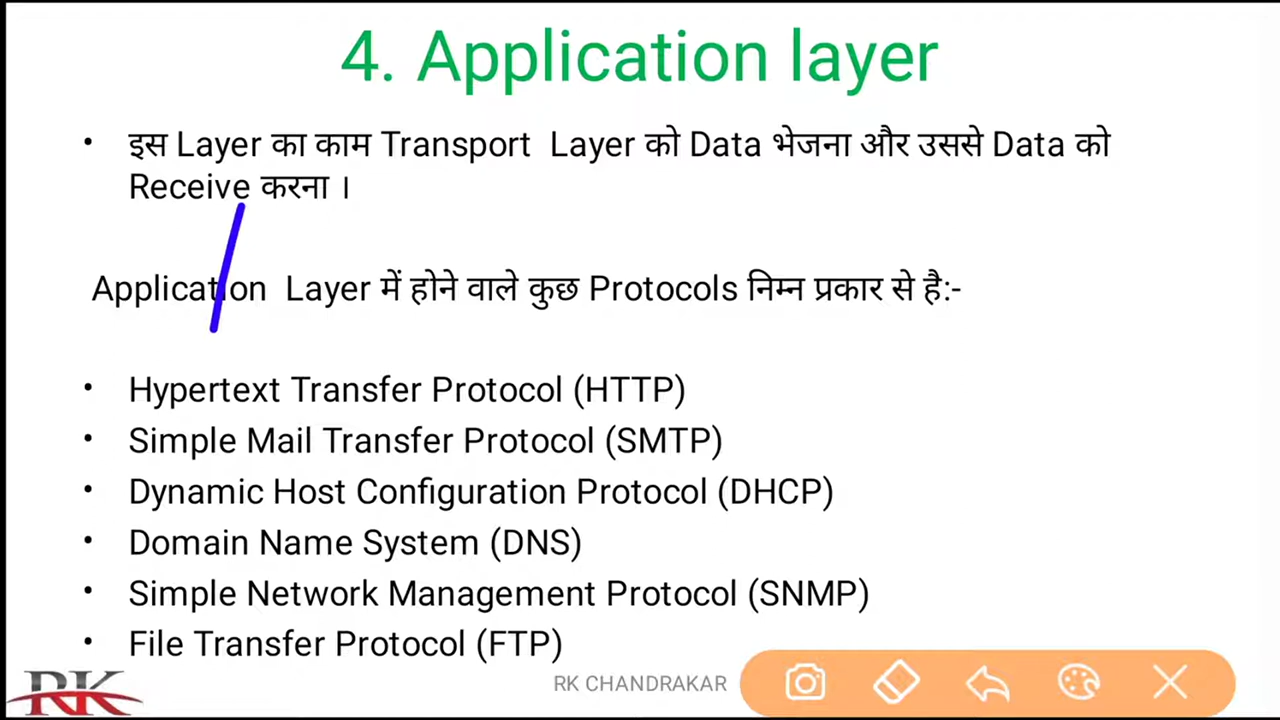 4. Application layer
• इस Layer का काम Transport Layer को Data भेजना और उससे Data को
Receive करना ।
Application Layer में होने वाले कुछ Protocols निम्न प्रकार से है:-
• Hypertext Transfer Protocol (HTTP)
• Simple Mail Transfer Protocol (SMTP)
• Dynamic Host Configuration Protocol (DHCP)
• Domain Name System (DNS)
• Simple Network Management Protocol (SNMP)
• File Transfer Protocol (FTP)
RK
RK CHANDRAKAR